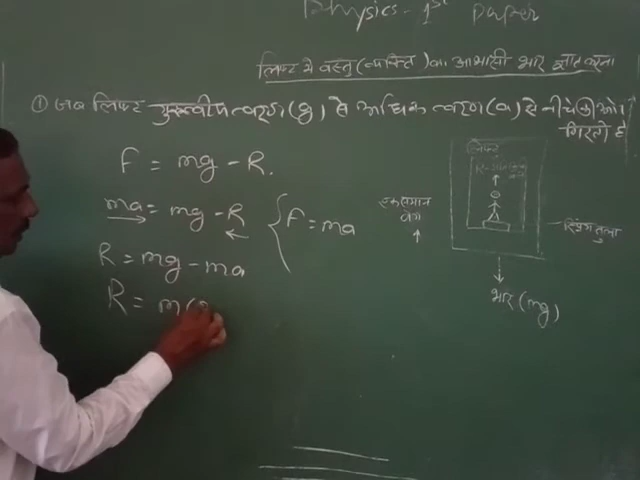 Physics - 1st Paper
लिफ्ट में वस्तु (व्यक्ति) का आभासी भार ज्ञात करना
① जब लिफ्ट गुरुत्वीय त्वरण (g) से अधिक त्वरण (a) से नीचे की ओर
गिरती है
F = mg - R.
ma = mg - R
{ F = ma
R = mg - ma
R = m(g
लिफ्ट
एकसमान
वेग
स्प्रिंग तुला
भार (mg)